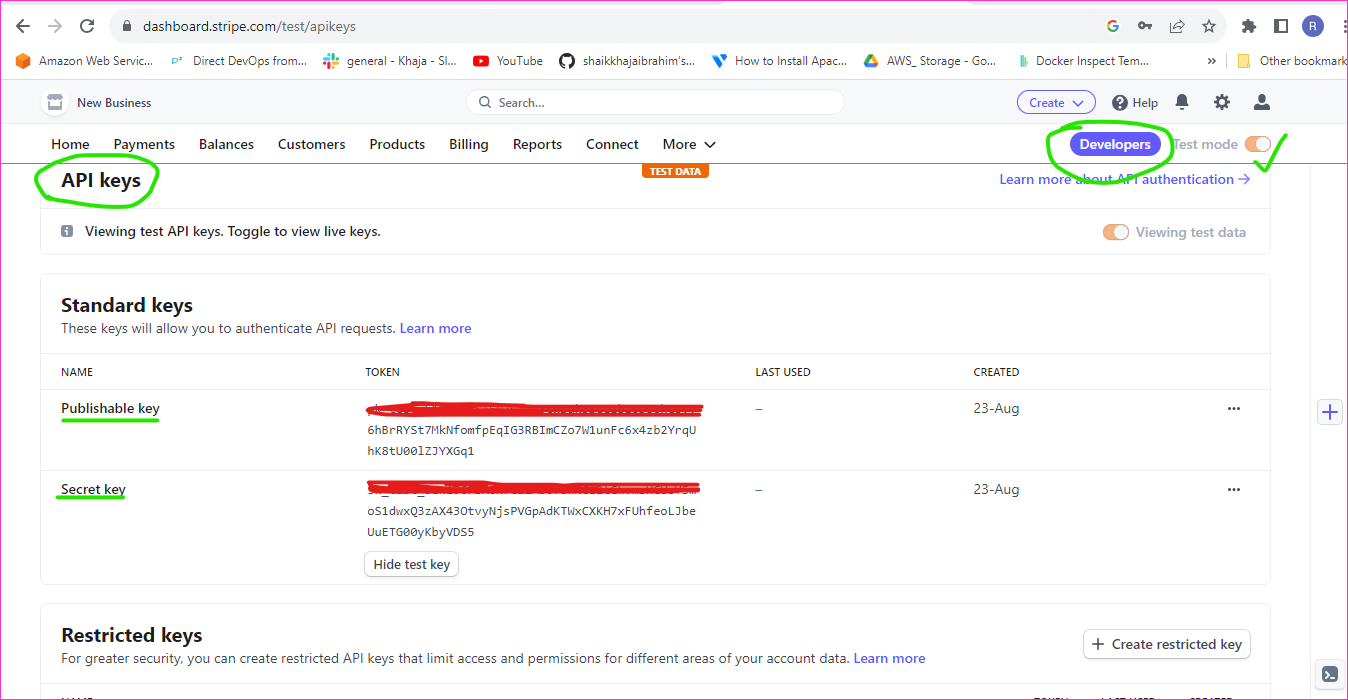 dashboard.stripe.com/test/apikeys
R
Amazon Web Servic... Direct DevOps from... general - Khaja - Sl... YouTube shaikkhajaibrahim's... How to Install Apac... AWS_ Storage - Go... Docker Inspect Tem... » Other bookmark
New Business Search... Create Help
Home Payments Balances Customers Products Billing Reports Connect More Developers Test mode
TEST DATA
API keys Learn more about API authentication
Viewing test API keys. Toggle to view live keys. Viewing test data
Standard keys
These keys will allow you to authenticate API requests. Learn more
NAME TOKEN LAST USED CREATED
Publishable key – 23-Aug
6hBrRYSt7MkNfomfpEqIG3RBImCZo7W1unFc6x4zb2YrqU
hK8tU00lZJYXGq1
Secret key – 23-Aug
oS1dwxQ3zAX43OtvyNjsPVGpAdKTWxCXKH7xFUhfeoLJbe
UuETG00yKbyVDS5
Hide test key
Restricted keys
Create restricted key
For greater security, you can create restricted API keys that limit access and permissions for different areas of your account data. Learn more